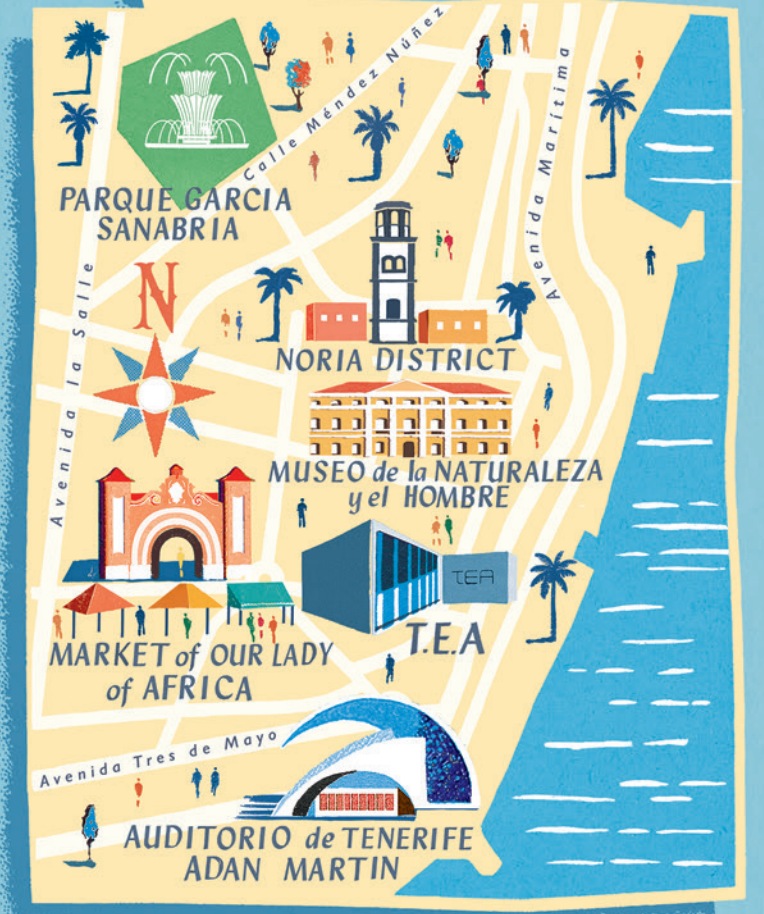 Calle Méndez Núñez
Avenida Marítima
PARQUE GARCIA
SANABRIA
N
Avenida la Salle
NORIA DISTRICT
MUSEO de la NATURALEZA
y el HOMBRE
TEA
T.E.A
MARKET of OUR LADY
of AFRICA
Avenida Tres de Mayo
AUDITORIO de TENERIFE
ADAN MARTIN